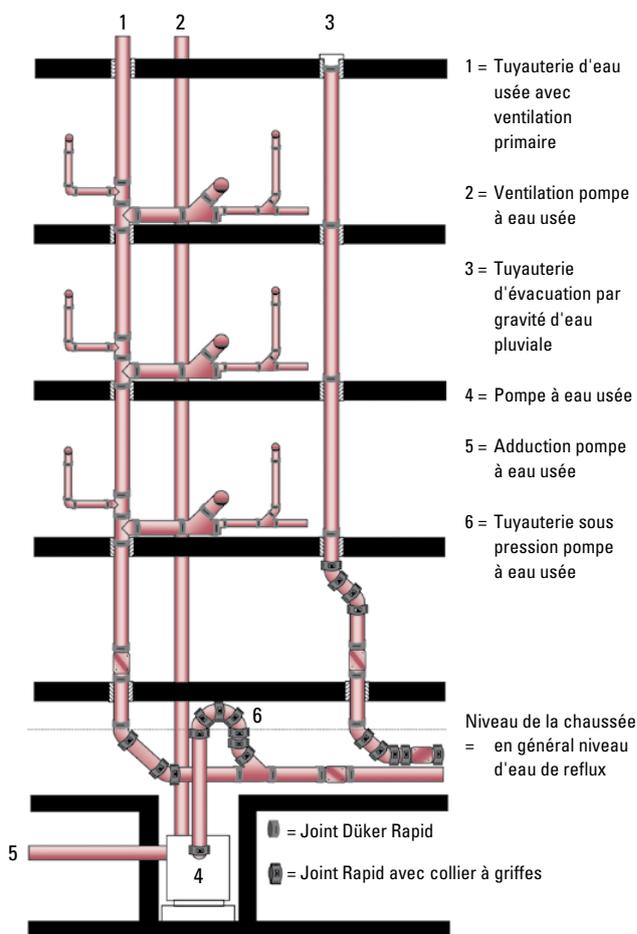 1
2
3
1 = Tuyauterie d'eau
usée avec
ventilation
primaire
2 = Ventilation pompe
à eau usée
3 = Tuyauterie
d'évacuation par
gravité d'eau
pluviale
4 = Pompe à eau usée
5 = Adduction pompe
à eau usée
6 = Tuyauterie sous
pression pompe
à eau usée
6
Niveau de la chaussée
= en général niveau
d'eau de reflux
5
4
= Joint Düker Rapid
= Joint Rapid avec collier à griffes